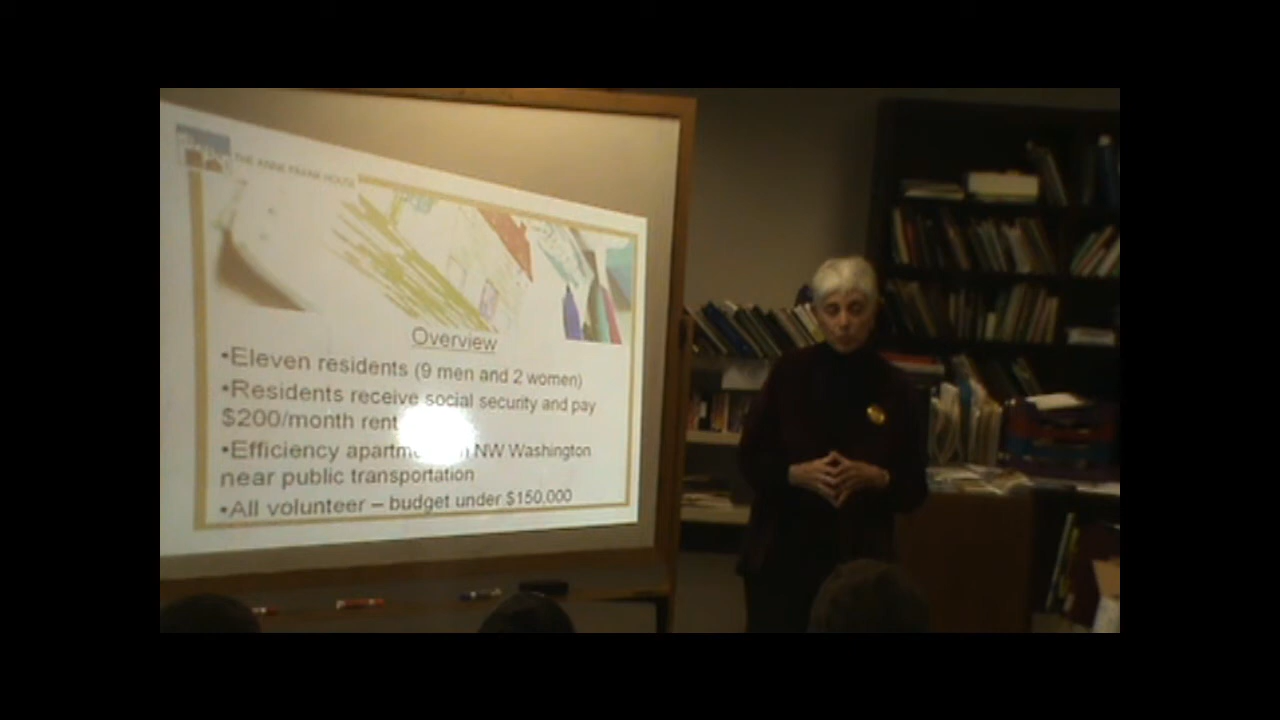 THE ANNE FRANK HOUSE
Overview
•Eleven residents (9 men and 2 women)
•Residents receive social security and pay
$200/month rent
•Efficiency NW Washington
near public transportation
•All volunteer – budget under $150,000